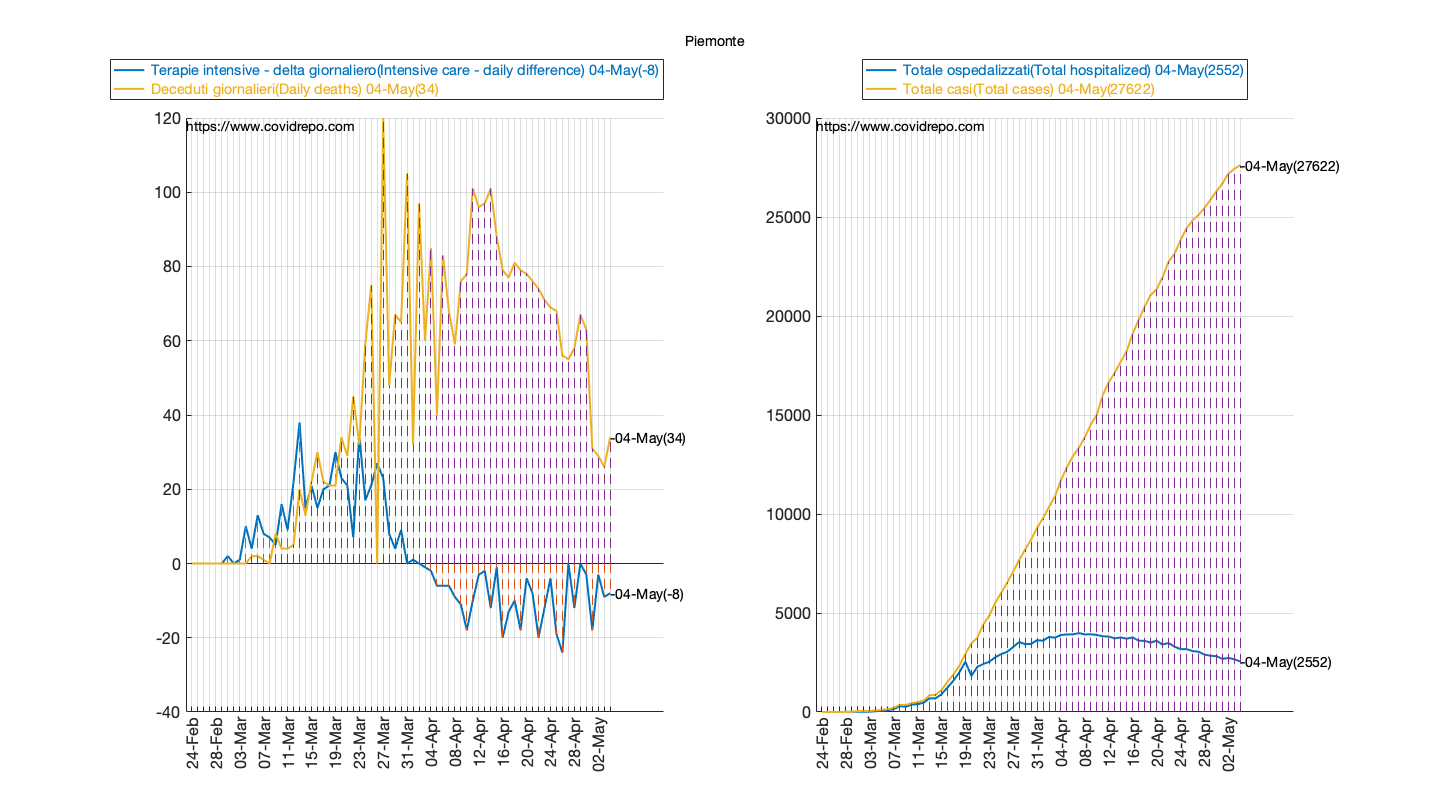 Piemonte
Terapie intensive - delta giornaliero(Intensive care - daily difference) 04-May(-8)
Deceduti giornalieri(Daily deaths) 04-May(34)
https://www.covidrepo.com
120
100
80
60
40
20
0
-20
-40
04-May(34)
04-May(-8)
24-Feb
28-Feb
03-Mar
07-Mar
11-Mar
15-Mar
19-Mar
23-Mar
27-Mar
31-Mar
04-Apr
08-Apr
12-Apr
16-Apr
20-Apr
24-Apr
28-Apr
02-May
Totale ospedalizzati(Total hospitalized) 04-May(2552)
Totale casi(Total cases) 04-May(27622)
https://www.covidrepo.com
30000
25000
20000
15000
10000
5000
0
04-May(27622)
04-May(2552)
24-Feb
28-Feb
03-Mar
07-Mar
11-Mar
15-Mar
19-Mar
23-Mar
27-Mar
31-Mar
04-Apr
08-Apr
12-Apr
16-Apr
20-Apr
24-Apr
28-Apr
02-May